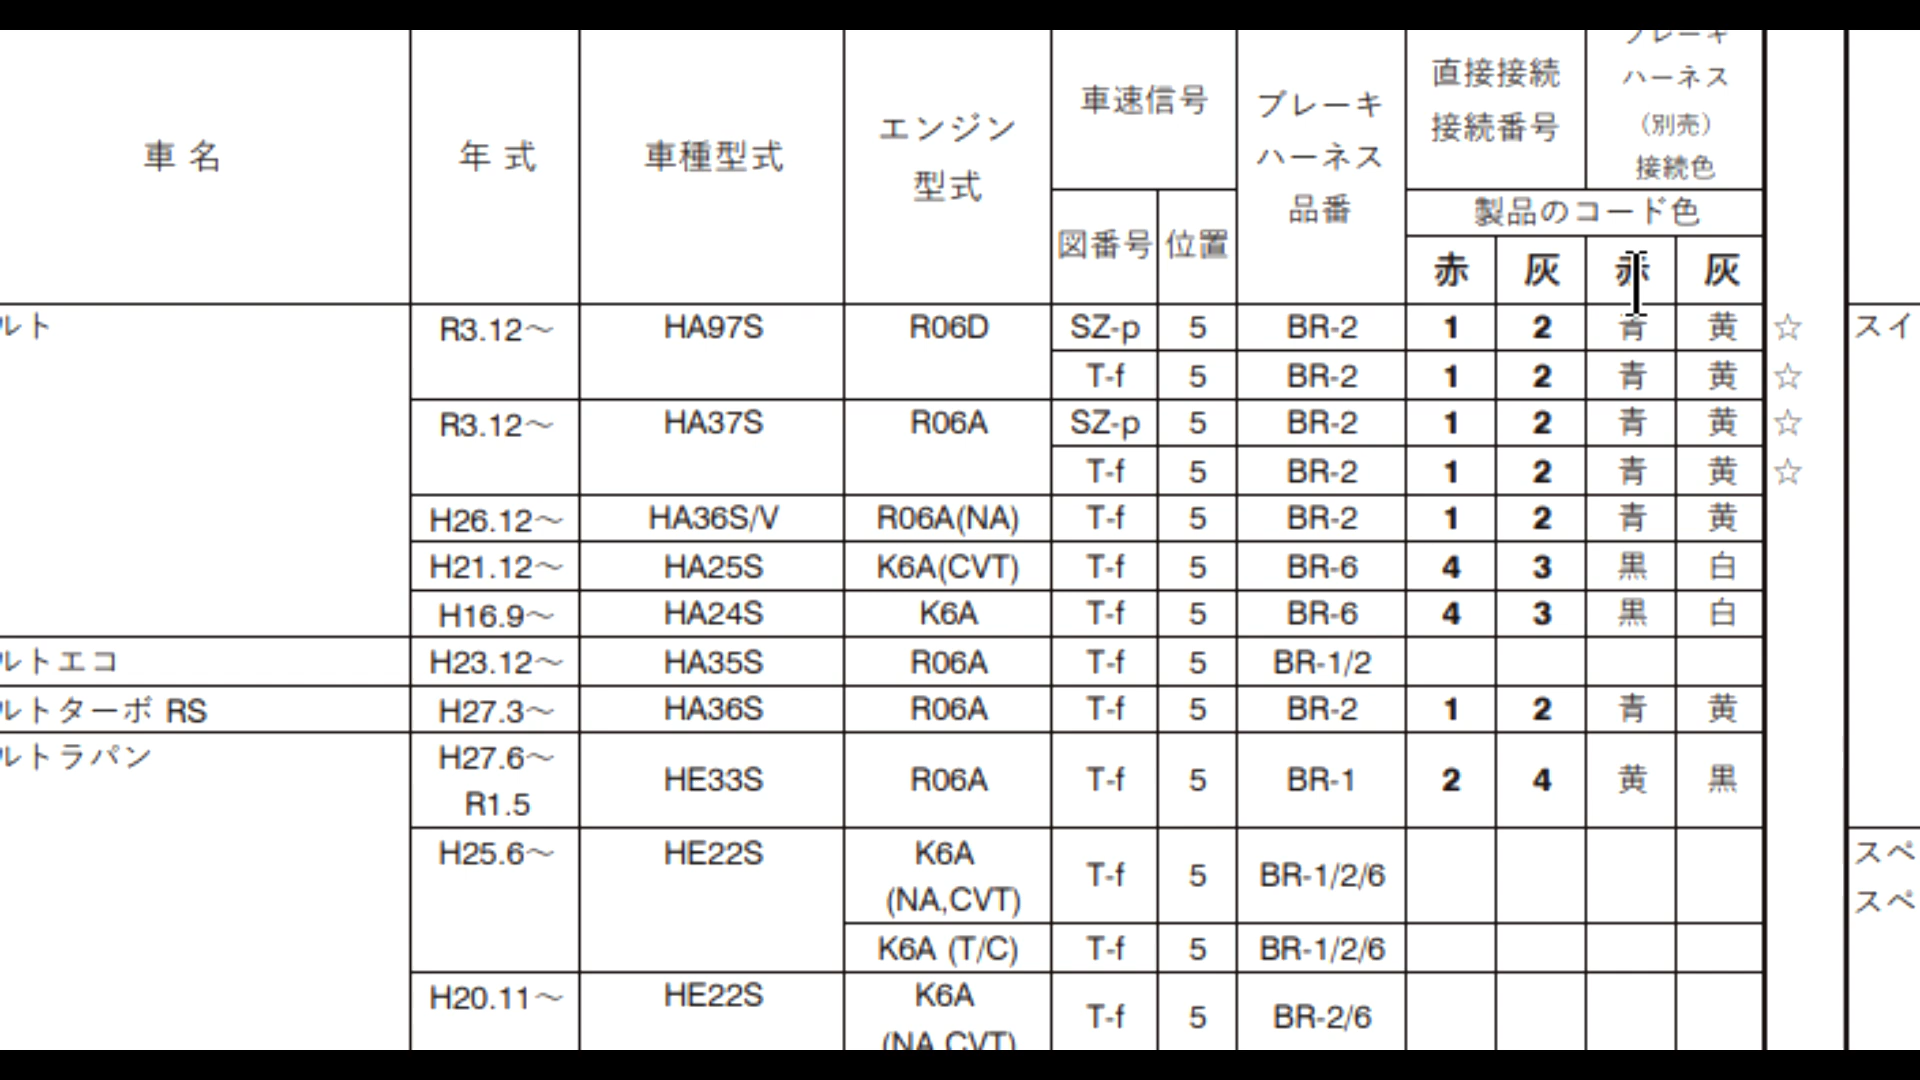 車 名 年 式 車種型式 エンジン型式 車速信号 図番号 位置 ブレーキハーネス品番 直接接続接続番号 ブレーキハーネス（別売）接続色
製品のコード色
赤 灰 赤 灰
ルト R3.12～ HA97S R06D SZ-p 5 BR-2 1 2 青 黄 ☆ スイ
T-f 5 BR-2 1 2 青 黄 ☆
R3.12～ HA37S R06A SZ-p 5 BR-2 1 2 青 黄 ☆
T-f 5 BR-2 1 2 青 黄 ☆
H26.12～ HA36S/V R06A(NA) T-f 5 BR-2 1 2 青 黄
H21.12～ HA25S K6A(CVT) T-f 5 BR-6 4 3 黒 白
H16.9～ HA24S K6A T-f 5 BR-6 4 3 黒 白
ルトエコ H23.12～ HA35S R06A T-f 5 BR-1/2
ルトターボ RS H27.3～ HA36S R06A T-f 5 BR-2 1 2 青 黄
ルトラパン H27.6～R1.5 HE33S R06A T-f 5 BR-1 2 4 黄 黒
H25.6～ HE22S K6A (NA,CVT) T-f 5 BR-1/2/6 スペ
スペ
K6A (T/C) T-f 5 BR-1/2/6
H20.11～ HE22S K6A (NA,CVT) T-f 5 BR-2/6